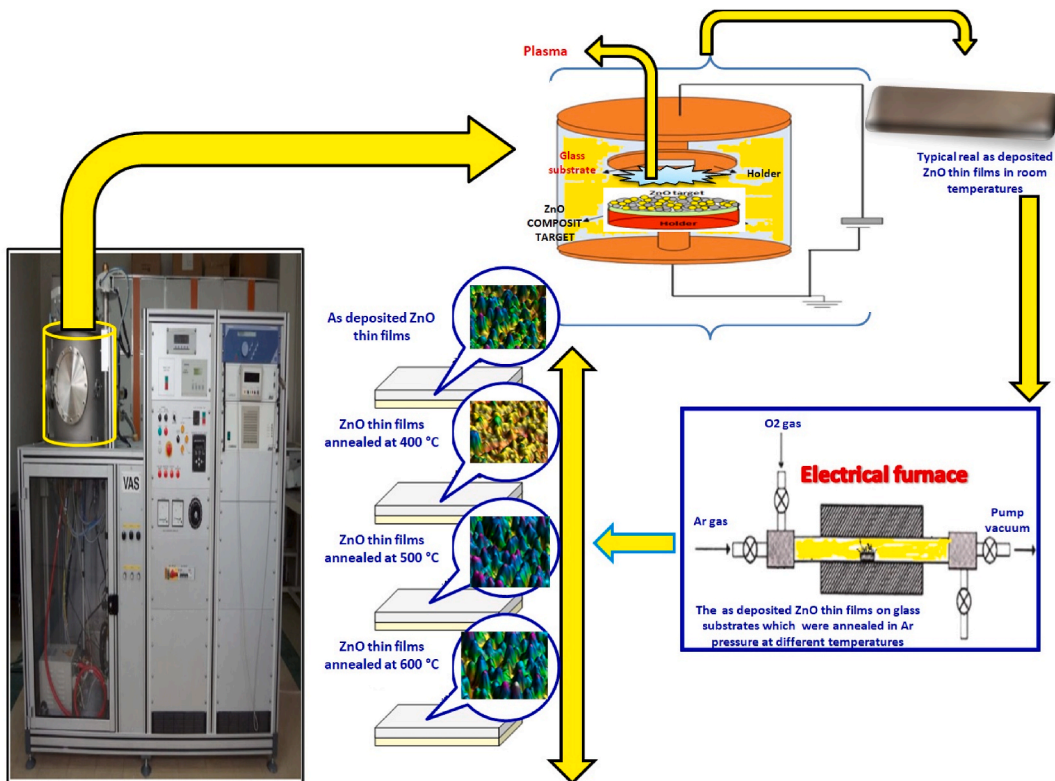 Plasma
Glass
substrate
Holder
ZnO target
ZnO
COMPOSIT
TARGET
Holder
Typical real as deposited
ZnO thin films in room
temperatures
VAS
As deposited ZnO
thin films
ZnO thin films
annealed at 400 °C
ZnO thin films
annealed at 500 °C
ZnO thin films
annealed at 600 °C
O2 gas
Electrical furnace
Ar gas
Pump
vacuum
The as deposited ZnO thin films on glass
substrates which were annealed in Ar
pressure at different temperatures